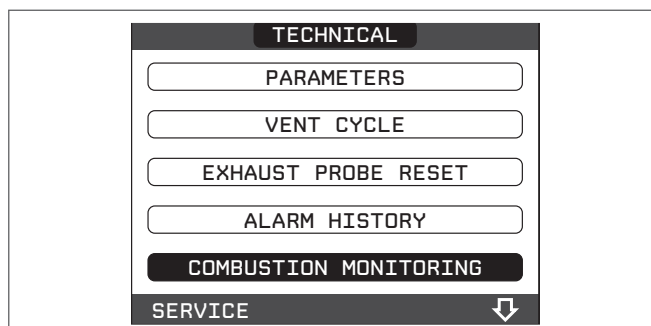 TECHNICAL
PARAMETERS
VENT CYCLE
EXHAUST PROBE RESET
ALARM HISTORY
COMBUSTION MONITORING
SERVICE